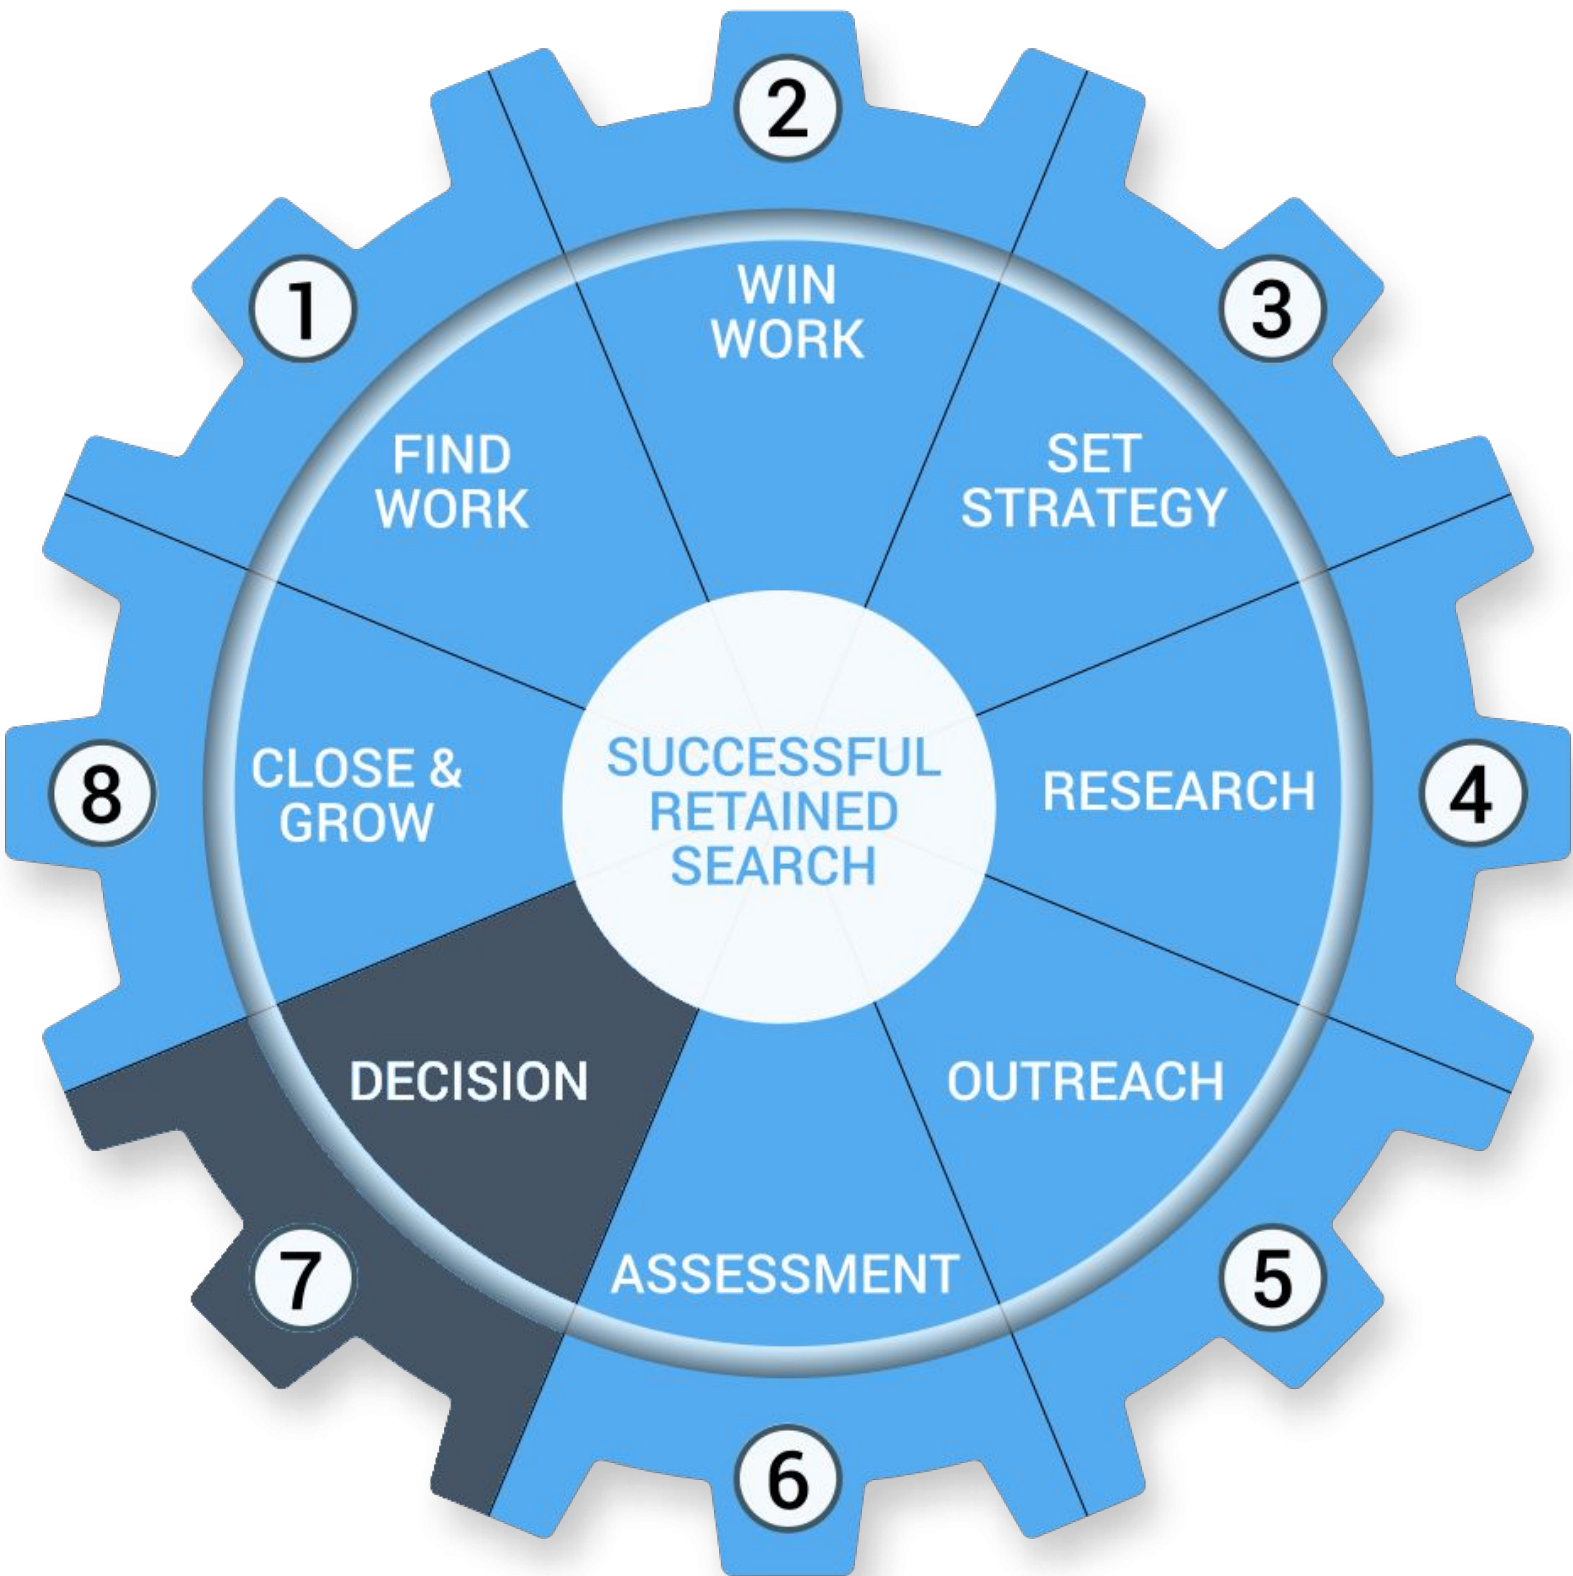 1
FIND
WORK
2
WIN
WORK
3
SET
STRATEGY
4
RESEARCH
5
OUTREACH
6
ASSESSMENT
7
DECISION
8
CLOSE &
GROW
SUCCESSFUL
RETAINED
SEARCH